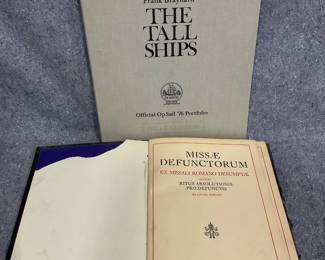 Frank Braynard
THE
TALL
SHIPS
Official Op Sail '76 Portfolio
MISSÆ
DEFUNCTORUM
EX MISSALI ROMANO DESUMPTÆ
RITUS ABSOLUTIONIS
PRO DEFUNCTIS